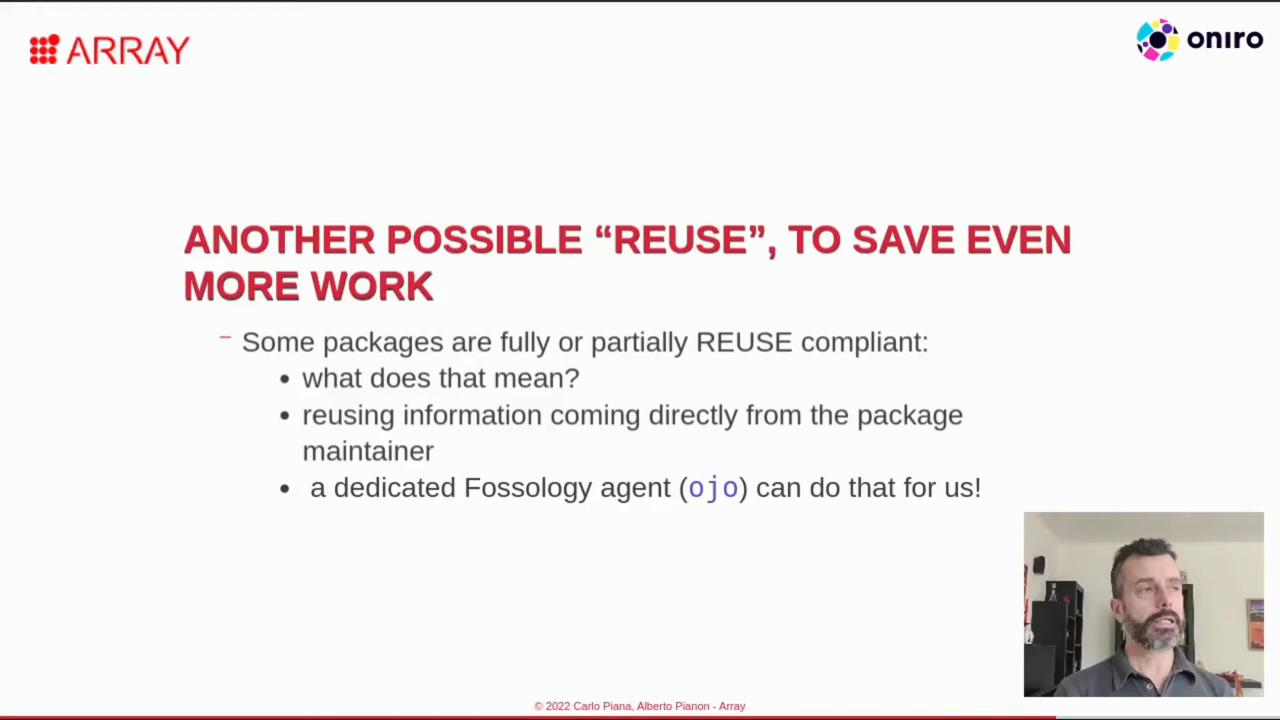 ARRAY
oniro
ANOTHER POSSIBLE “REUSE”, TO SAVE EVEN
MORE WORK
– Some packages are fully or partially REUSE compliant:
• what does that mean?
• reusing information coming directly from the package
maintainer
• a dedicated Fossology agent (ojo) can do that for us!
© 2022 Carlo Piana, Alberto Pianon - Array